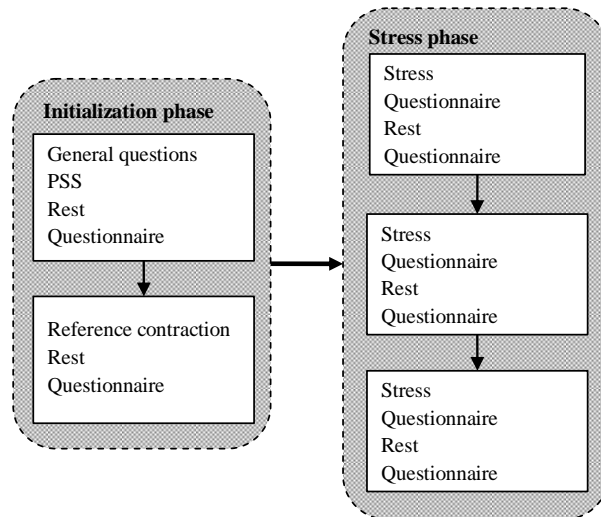 Initialization phase
General questions
PSS
Rest
Questionnaire
Reference contraction
Rest
Questionnaire
Stress phase
Stress
Questionnaire
Rest
Questionnaire
Stress
Questionnaire
Rest
Questionnaire
Stress
Questionnaire
Rest
Questionnaire